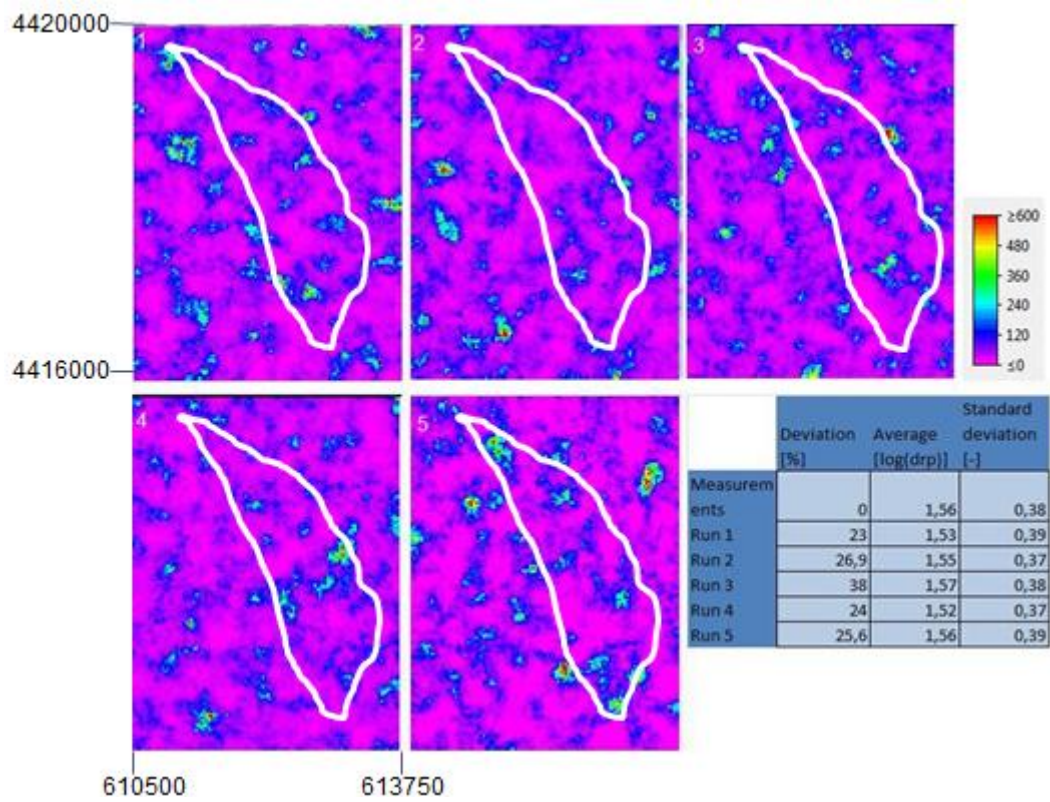 4420000
1
2
3
≥600
480
360
240
120
≤0
4416000
4
5
Deviation [%] Average [log(drp)] Standard deviation [-]
Measurements 0 1,56 0,38
Run 1 23 1,53 0,39
Run 2 26,9 1,55 0,37
Run 3 38 1,57 0,38
Run 4 24 1,52 0,37
Run 5 25,6 1,56 0,39
610500 613750